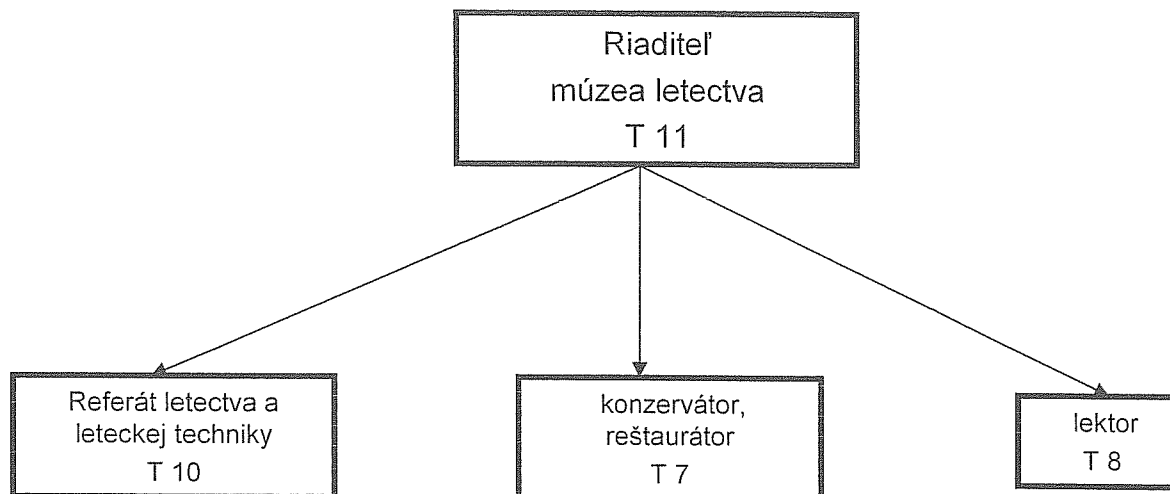 Riaditeľ
múzea letectva
T 11
Referát letectva a
leteckej techniky
T 10
konzervátor,
reštaurátor
T 7
lektor
T 8